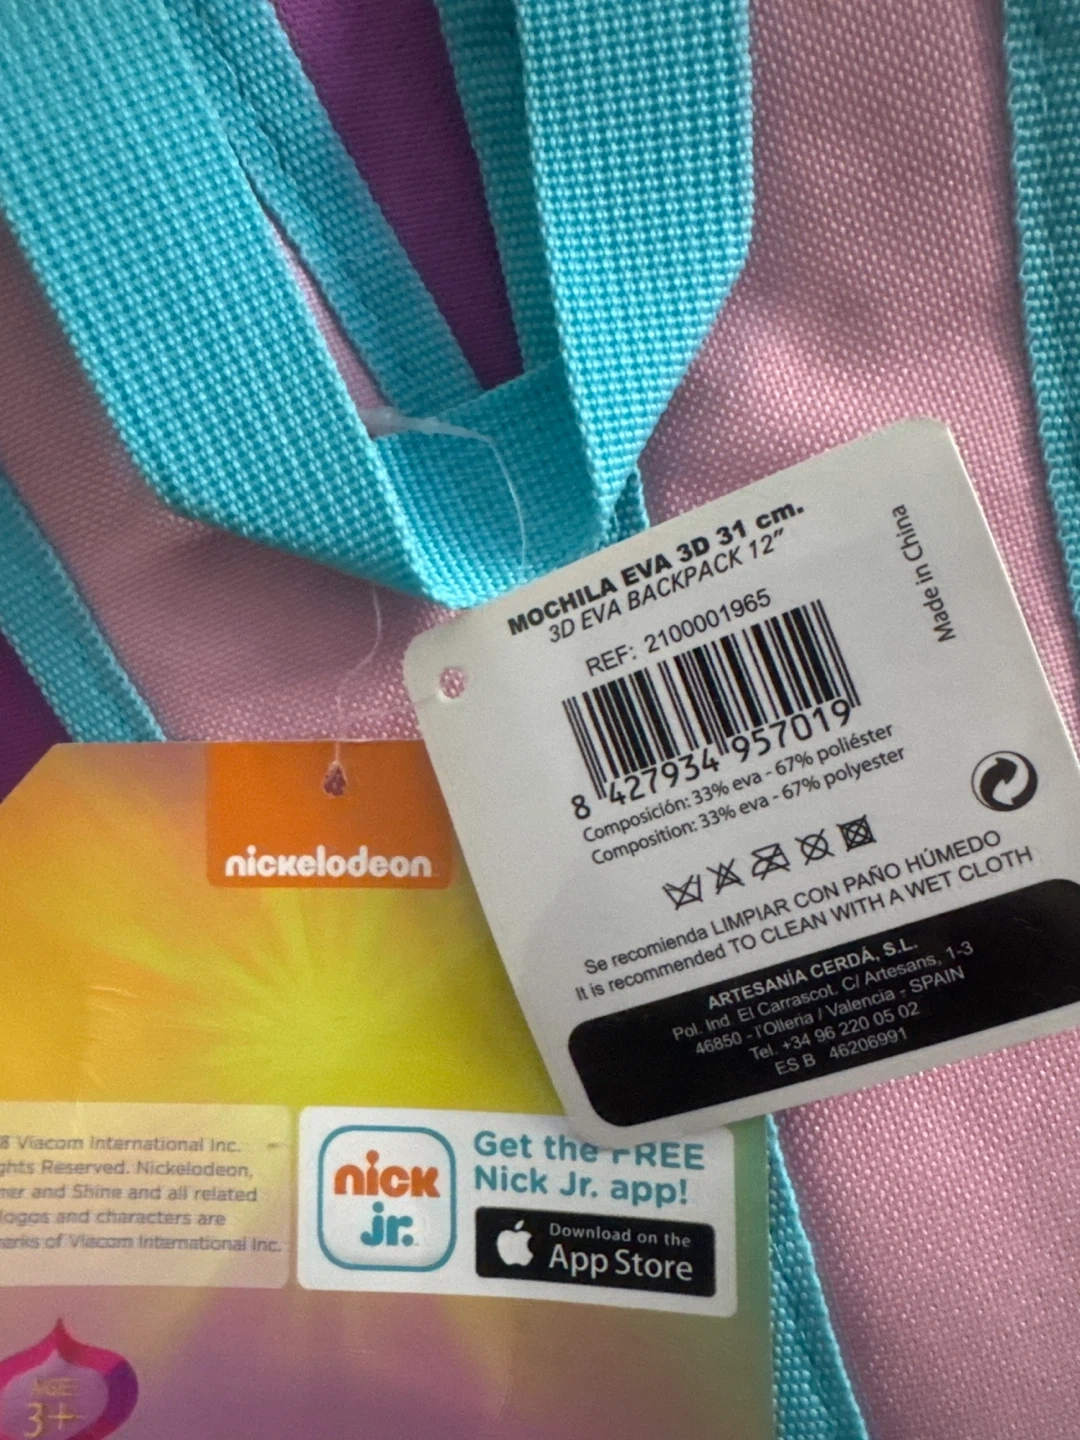 MOCHILA EVA 3D 31 cm.
3D EVA BACKPACK 12”
REF: 2100001965
8 427934 957019
Composición: 33% eva - 67% poliéster
Composition: 33% eva - 67% polyester
Made in China
Se recomienda LIMPIAR CON PAÑO HÚMEDO
It is recommended TO CLEAN WITH A WET CLOTH
ARTESANÍA CERDÁ, S.L.
Pol. Ind. El Carrascot. C/ Artesans, 1-3
46850 - l'Olleria / Valencia - SPAIN
Tel. +34 96 220 05 02
ES B 46206991
nickelodeon
8 Viacom International Inc.
ghts Reserved. Nickelodeon,
mer and Shine and all related
logos and characters are
marks of Viacom International Inc.
nick jr.
Get the FREE
Nick Jr. app!
Download on the
App Store
AGE:
3+